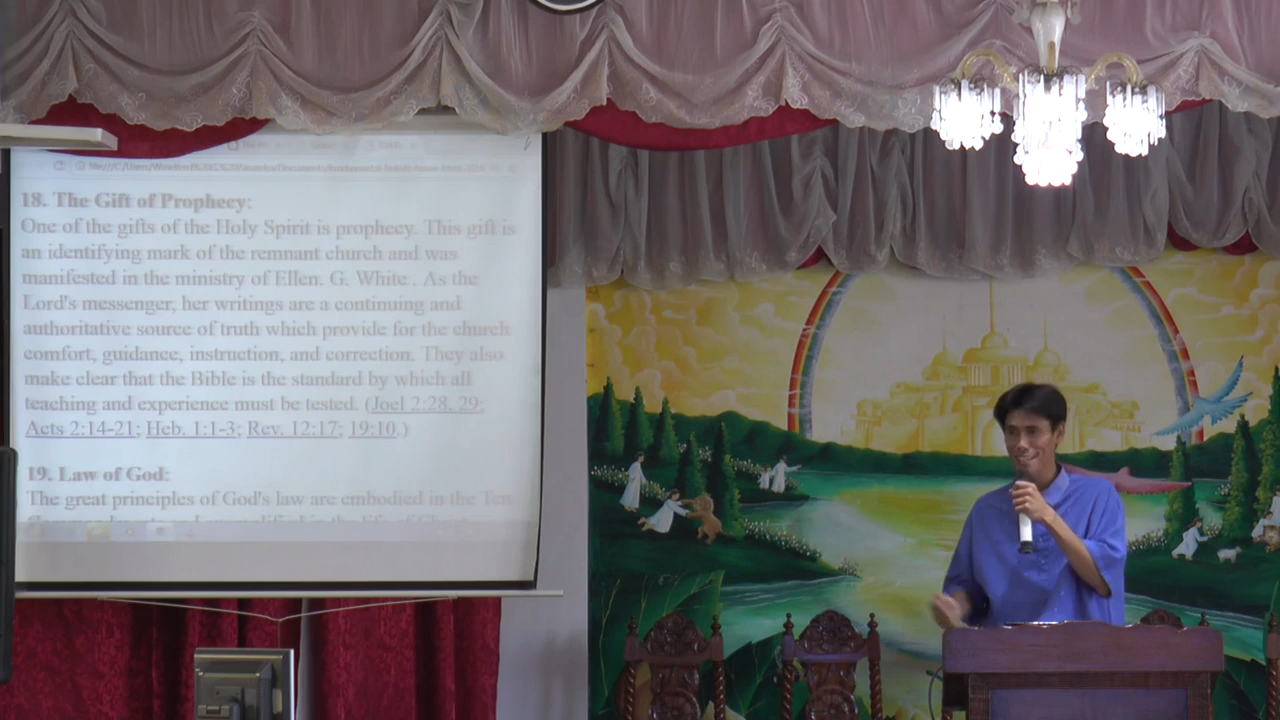 18. The Gift of Prophecy:
One of the gifts of the Holy Spirit is prophecy. This gift is
an identifying mark of the remnant church and was
manifested in the ministry of Ellen. G. White . As the
Lord's messenger, her writings are a continuing and
authoritative source of truth which provide for the church
comfort, guidance, instruction, and correction. They also
make clear that the Bible is the standard by which all
teaching and experience must be tested. (Joel 2:28, 29;
Acts 2:14-21; Heb. 1:1-3; Rev. 12:17; 19:10.)
19. Law of God:
The great principles of God's law are embodied in the Ten